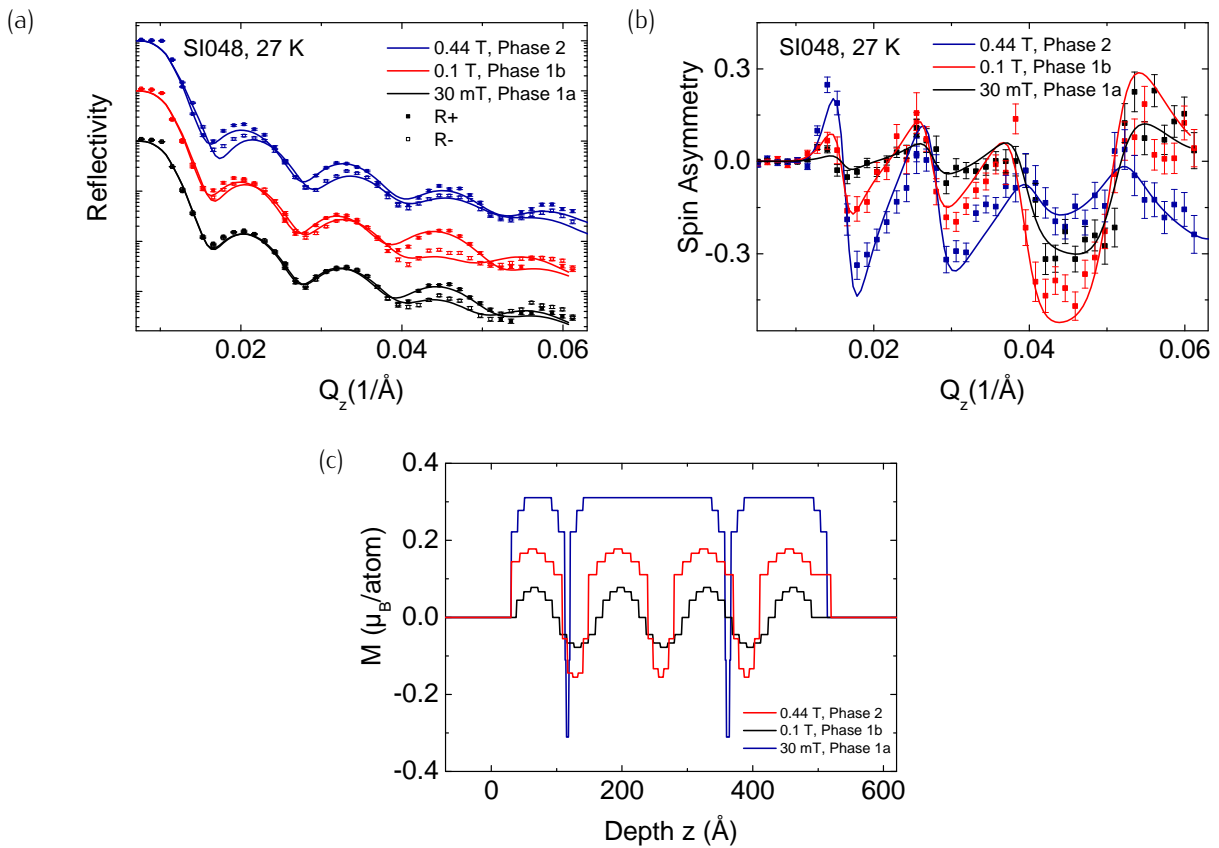 (a)
SI048, 27 K
0.44 T, Phase 2
0.1 T, Phase 1b
30 mT, Phase 1a
R+
R-
Reflectivity
0.02
0.04
0.06
Q_z(1/Å)
(b)
SI048, 27 K
0.44 T, Phase 2
0.1 T, Phase 1b
30 mT, Phase 1a
Spin Asymmetry
0.3
0.0
-0.3
0.02
0.04
0.06
Q_z(1/Å)
(c)
M (μ_B/atom)
0.4
0.2
0.0
-0.2
-0.4
0.44 T, Phase 2
0.1 T, Phase 1b
30 mT, Phase 1a
0
200
400
600
Depth z (Å)